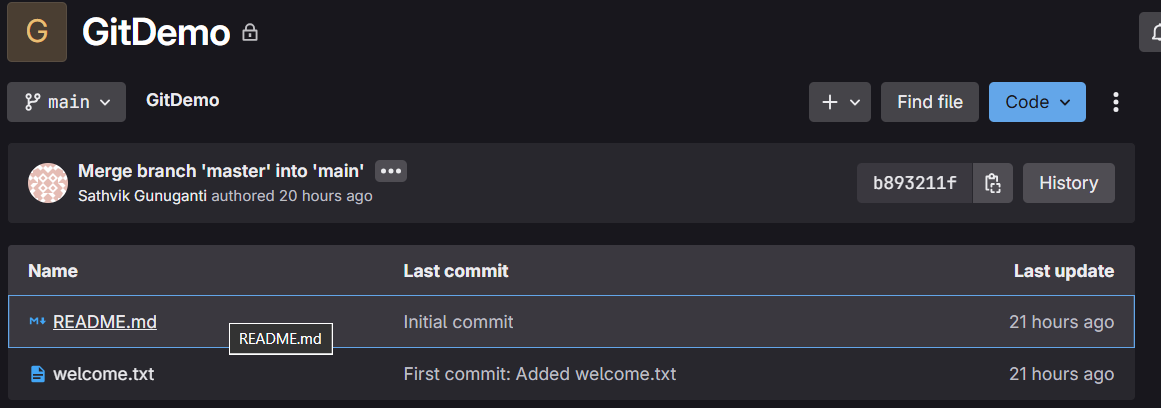 G GitDemo
main GitDemo Find file Code
Merge branch 'master' into 'main'
Sathvik Gunuganti authored 20 hours ago
b893211f History
Name Last commit Last update
README.md Initial commit 21 hours ago
README.md
welcome.txt First commit: Added welcome.txt 21 hours ago